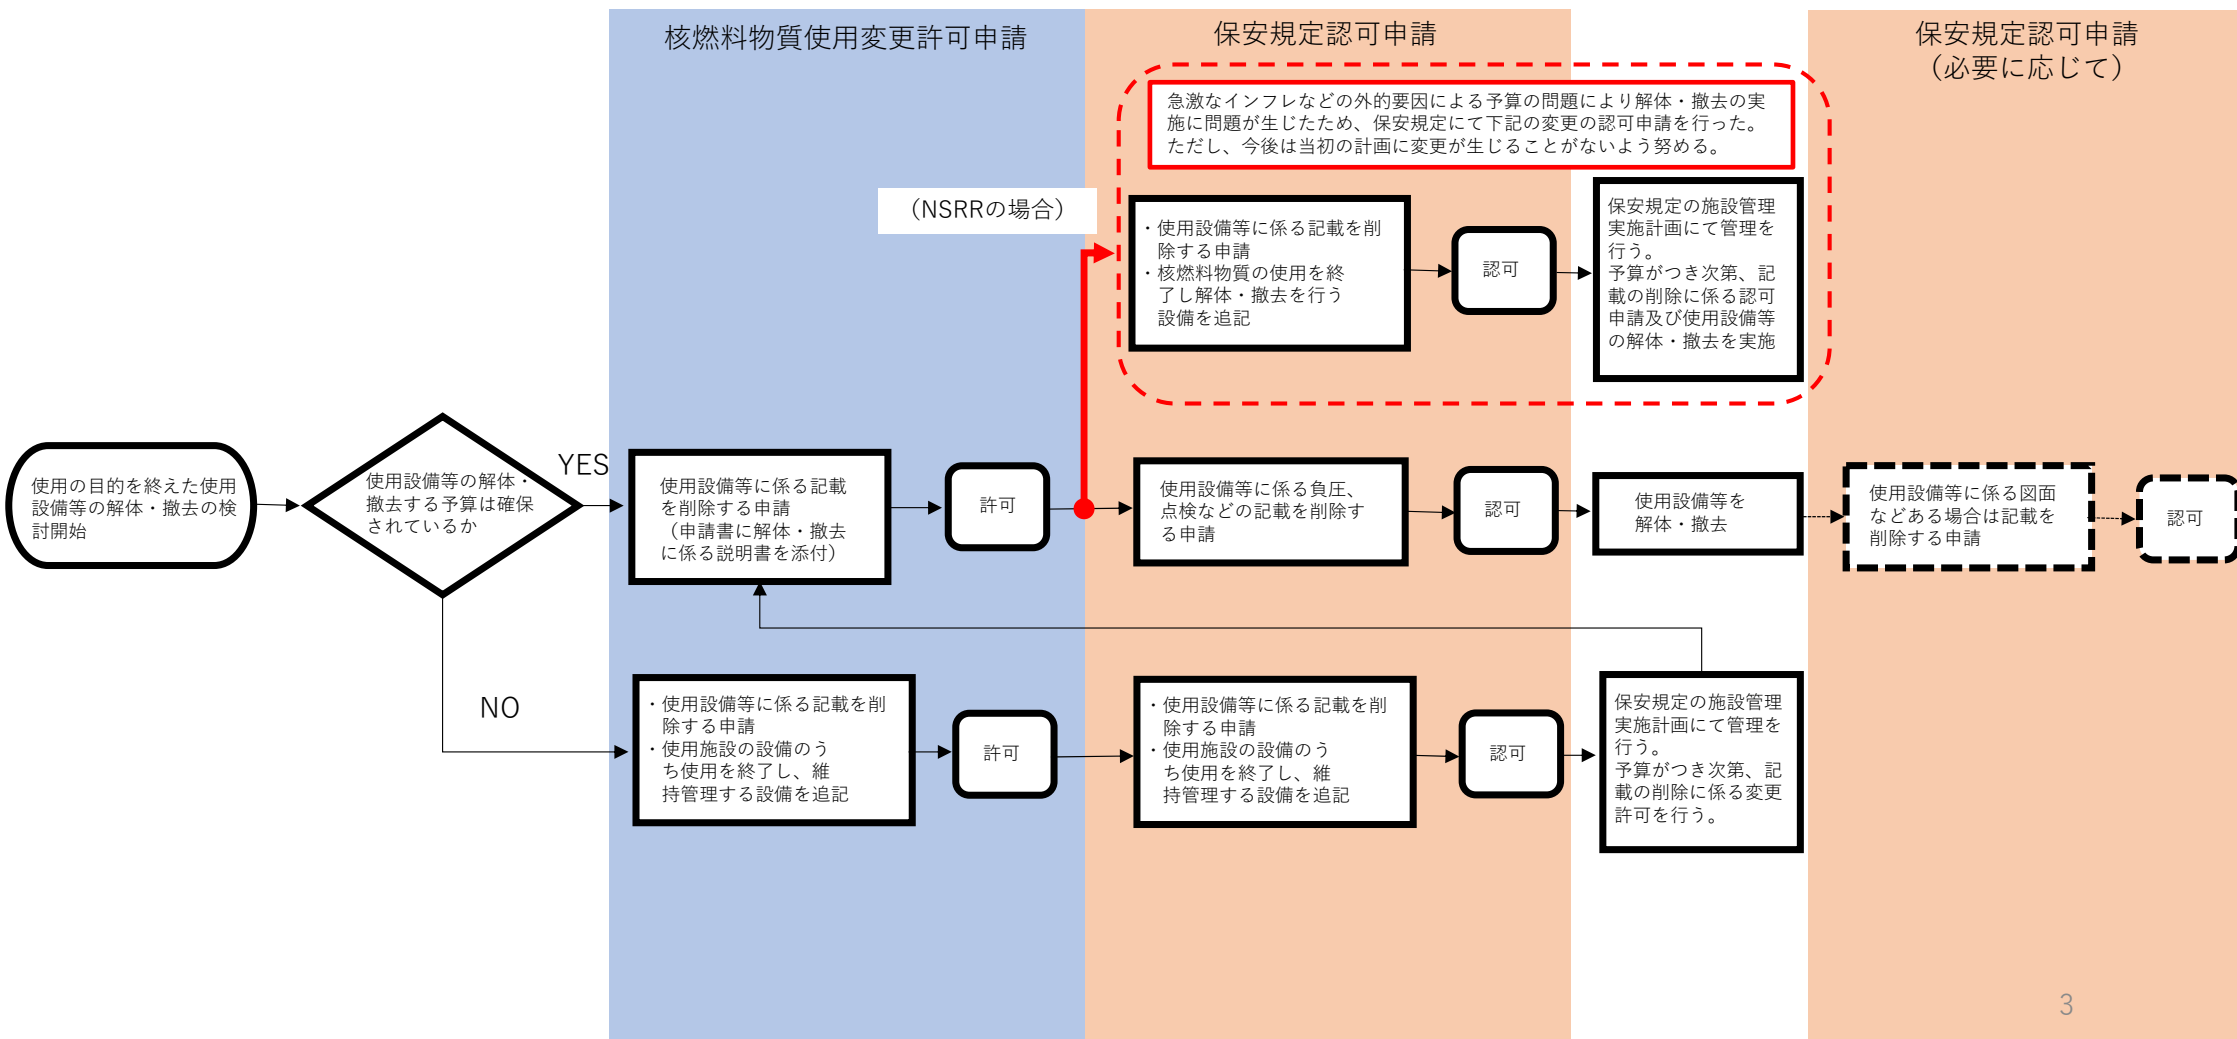 核燃料物質使用変更許可申請
保安規定認可申請
保安規定認可申請
（必要に応じて）
急激なインフレなどの外的要因による予算の問題により解体・撤去の実
施に問題が生じたため、保安規定にて下記の変更の認可申請を行った。
ただし、今後は当初の計画に変更が生じることがないよう努める。
（NSRRの場合）
・使用設備等に係る記載を削
除する申請
・核燃料物質の使用を終
了し解体・撤去を行う
設備を追記
認可
保安規定の施設管理
実施計画にて管理を
行う。
予算がつき次第、記
載の削除に係る認可
申請及び使用設備等
の解体・撤去を実施
使用の目的を終えた使用
設備等の解体・撤去の検
討開始
使用設備等の解体・
撤去する予算は確保
されているか
YES
使用設備等に係る記載
を削除する申請
（申請書に解体・撤去
に係る説明書を添付）
許可
使用設備等に係る負圧、
点検などの記載を削除す
る申請
認可
使用設備等を
解体・撤去
使用設備等に係る図面
などある場合は記載を
削除する申請
認可
NO
・使用設備等に係る記載を削
除する申請
・使用施設の設備のう
ち使用を終了し、維
持管理する設備を追記
許可
・使用設備等に係る記載を削
除する申請
・使用施設の設備のう
ち使用を終了し、維
持管理する設備を追記
認可
保安規定の施設管理
実施計画にて管理を
行う。
予算がつき次第、記
載の削除に係る変更
許可を行う。
3